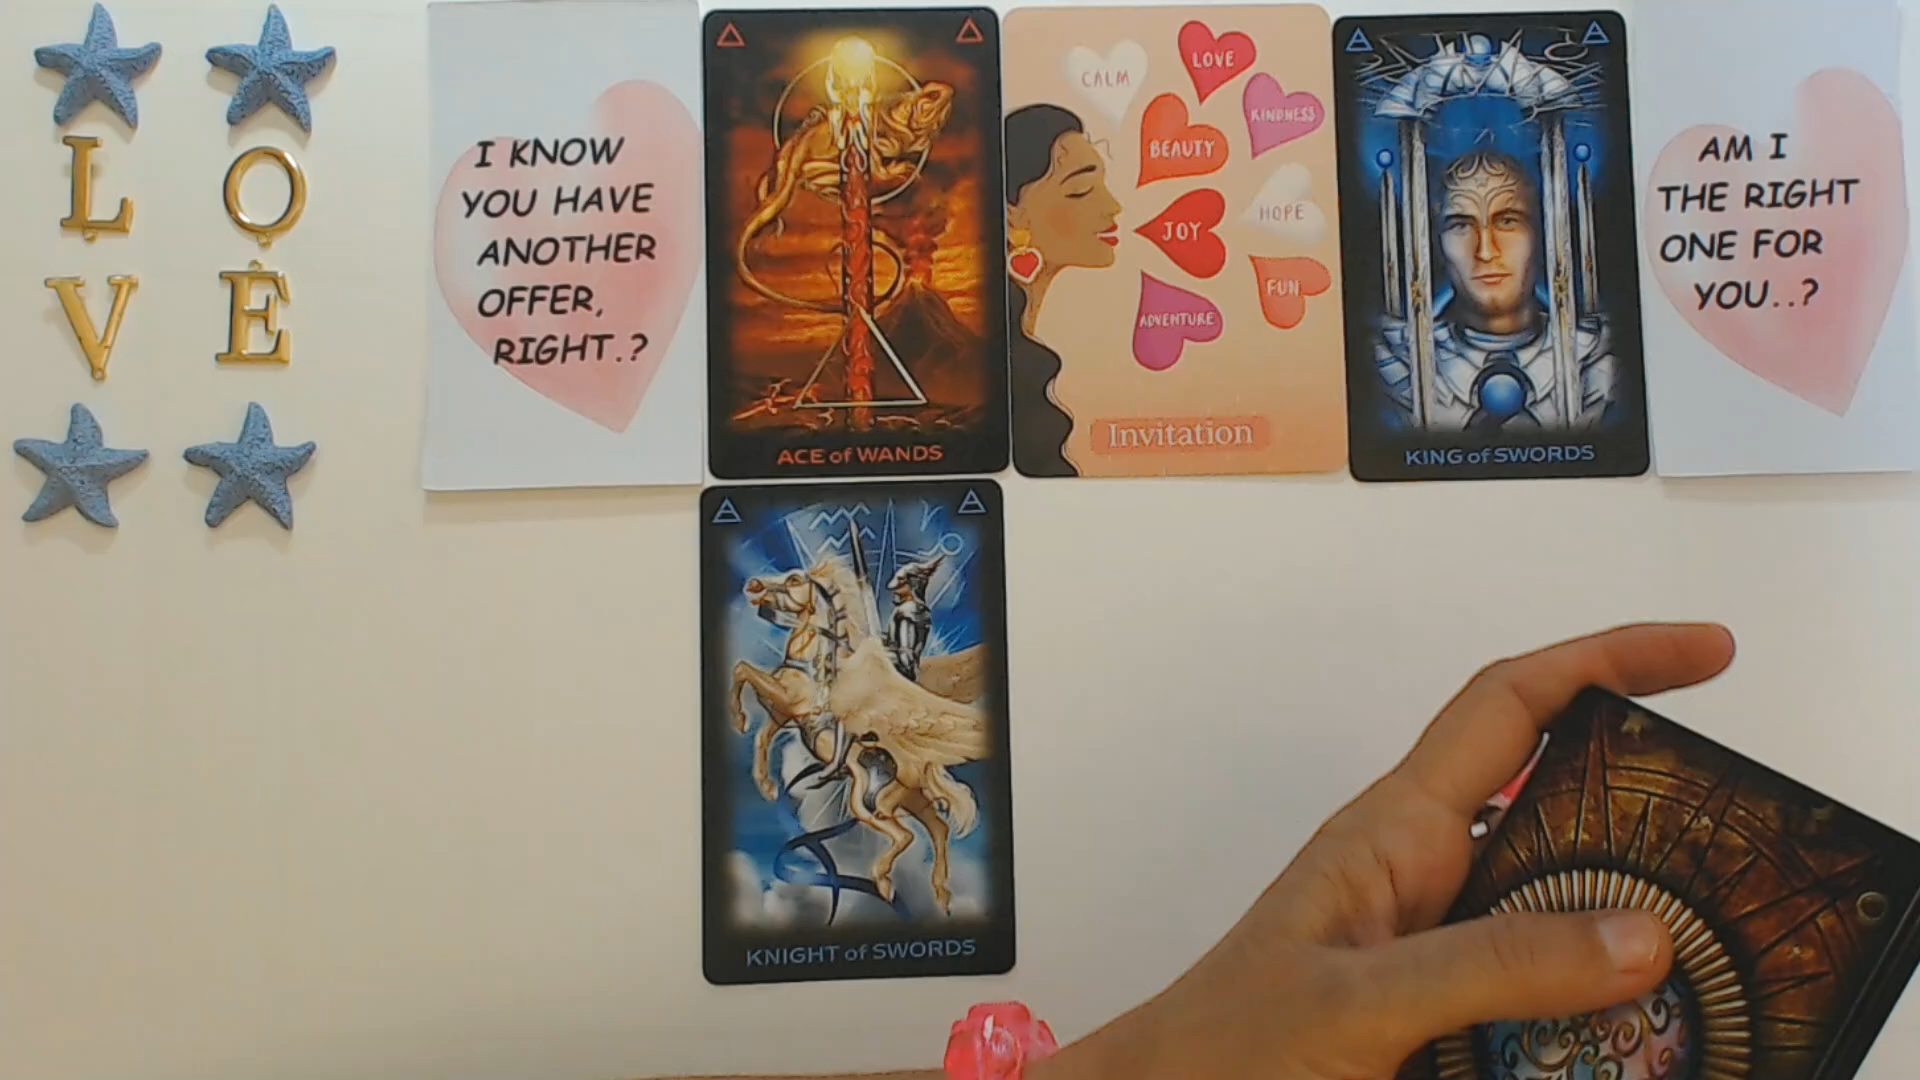 L O
V E
I KNOW
YOU HAVE
ANOTHER
OFFER,
RIGHT.?
ACE of WANDS
CALM
LOVE
KINDNESS
BEAUTY
HOPE
JOY
FUN
ADVENTURE
Invitation
KING of SWORDS
AM I
THE RIGHT
ONE FOR
YOU..?
KNIGHT of SWORDS